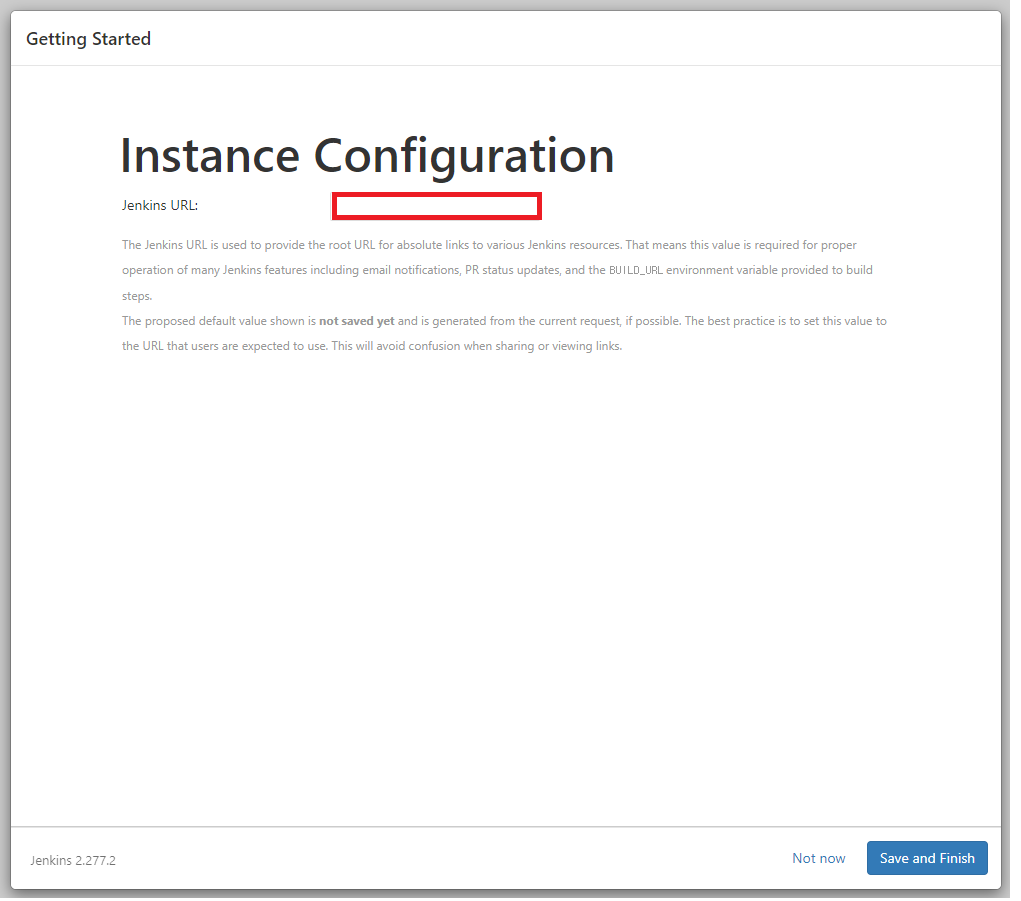 Getting Started
Instance Configuration
Jenkins URL:
The Jenkins URL is used to provide the root URL for absolute links to various Jenkins resources. That means this value is required for proper
operation of many Jenkins features including email notifications, PR status updates, and the BUILD_URL environment variable provided to build
steps.
The proposed default value shown is not saved yet and is generated from the current request, if possible. The best practice is to set this value to
the URL that users are expected to use. This will avoid confusion when sharing or viewing links.
Jenkins 2.277.2
Not now
Save and Finish